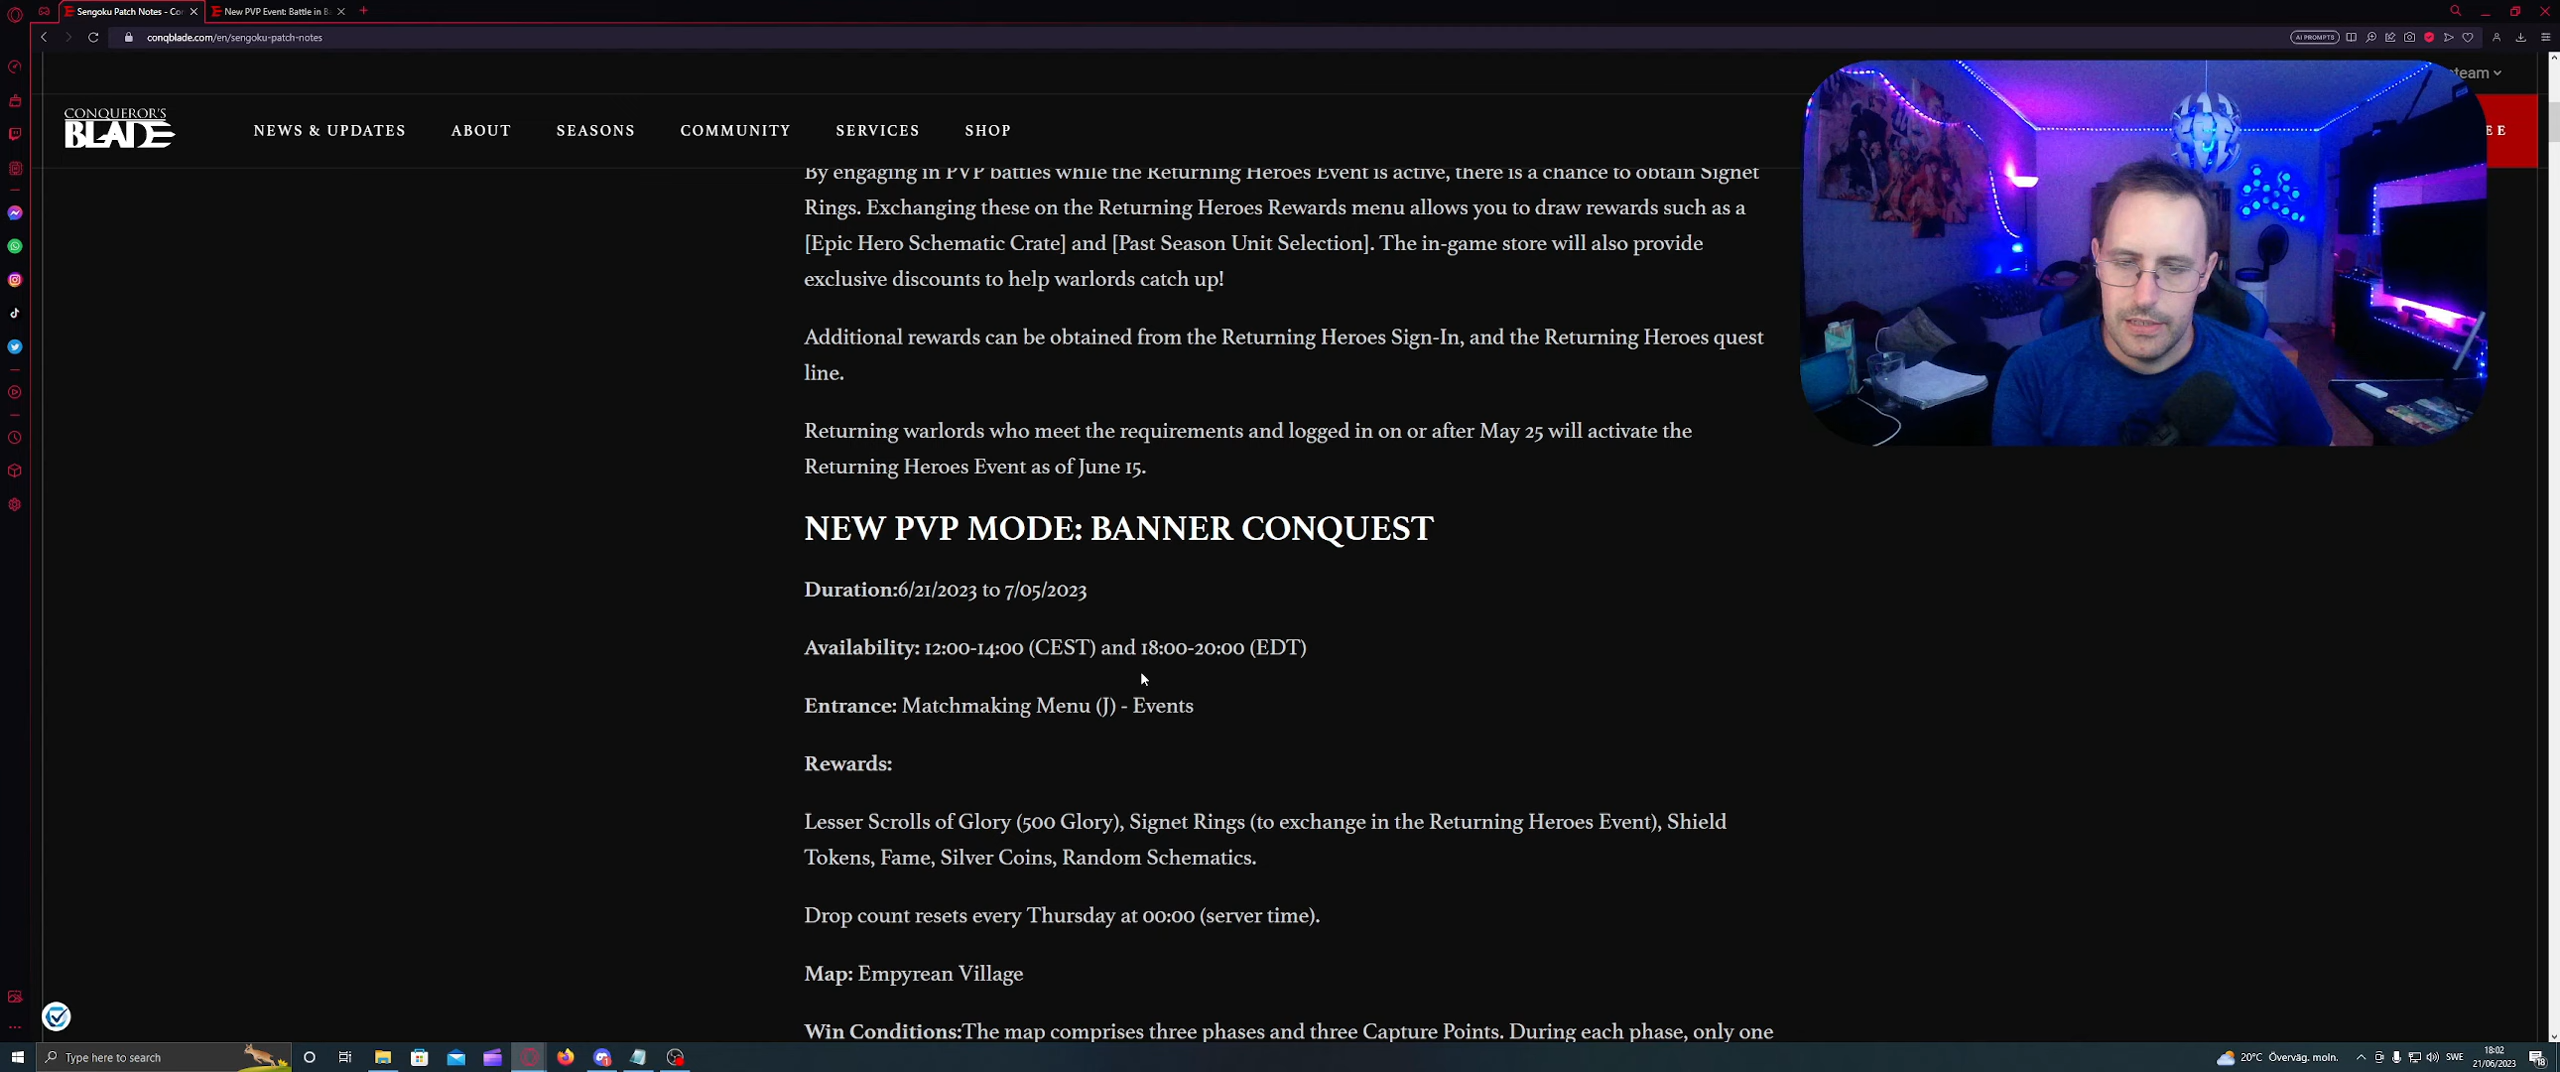 Sengoku Patch Notes - Co
New PVP Event: Battle in B
conqblade.com/en/sengoku-patch-notes
AI PROMPTS
team
CONQUEROR'S
BLADE
NEWS & UPDATES
ABOUT
SEASONS
COMMUNITY
SERVICES
SHOP
EE
By engaging in PVP battles while the Returning Heroes Event is active, there is a chance to obtain Signet
Rings. Exchanging these on the Returning Heroes Rewards menu allows you to draw rewards such as a
[Epic Hero Schematic Crate] and [Past Season Unit Selection]. The in-game store will also provide
exclusive discounts to help warlords catch up!
Additional rewards can be obtained from the Returning Heroes Sign-In, and the Returning Heroes quest
line.
Returning warlords who meet the requirements and logged in on or after May 25 will activate the
Returning Heroes Event as of June 15.
NEW PVP MODE: BANNER CONQUEST
Duration:6/21/2023 to 7/05/2023
Availability: 12:00-14:00 (CEST) and 18:00-20:00 (EDT)
Entrance: Matchmaking Menu (J) - Events
Rewards:
Lesser Scrolls of Glory (500 Glory), Signet Rings (to exchange in the Returning Heroes Event), Shield
Tokens, Fame, Silver Coins, Random Schematics.
Drop count resets every Thursday at 00:00 (server time).
Map: Empyrean Village
Win Conditions:The map comprises three phases and three Capture Points. During each phase, only one
Type here to search
20°C Överväg. moln.
SWE
18:02
21/06/2023
18